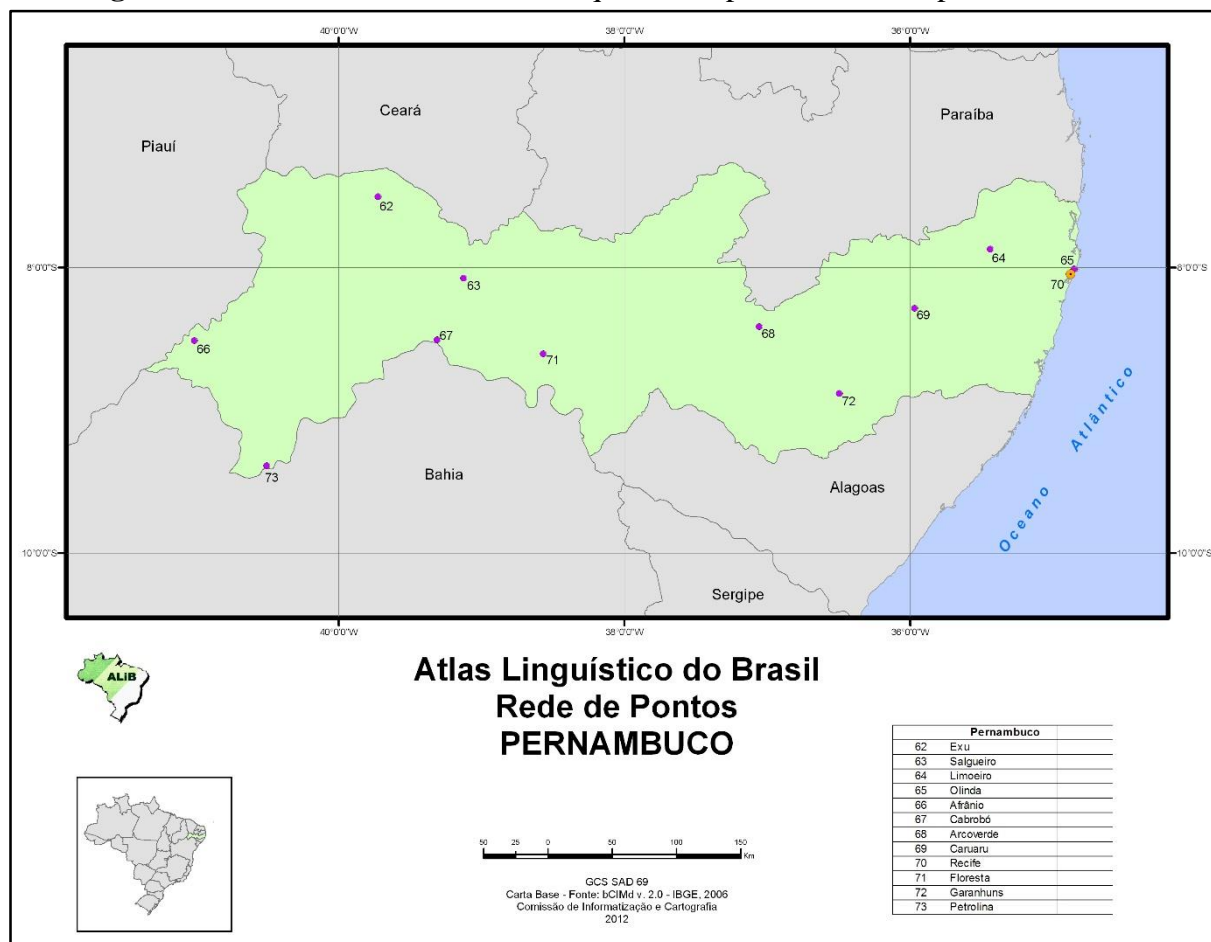 40°0'0"W 38°0'0"W 36°0'0"W
Ceará
Paraíba
Piauí
62
64
65
8°0'0"S 8°0'0"S
70
63
69
67
68
66
71
72
73
Bahia
Alagoas
Oceano Atlântico
10°0'0"S 10°0'0"S
Sergipe
40°0'0"W 38°0'0"W 36°0'0"W
ALiB
Atlas Linguístico do Brasil
Rede de Pontos
PERNAMBUCO
Pernambuco
62 Exu
63 Salgueiro
64 Limoeiro
65 Olinda
66 Afrânio
67 Cabrobó
68 Arcoverde
69 Caruaru
70 Recife
71 Floresta
72 Garanhuns
73 Petrolina
50 25 0 50 100 150
Km
GCS SAD 69
Carta Base - Fonte: bCIMd v. 2.0 - IBGE, 2006
Comissão de Informatização e Cartografia
2012